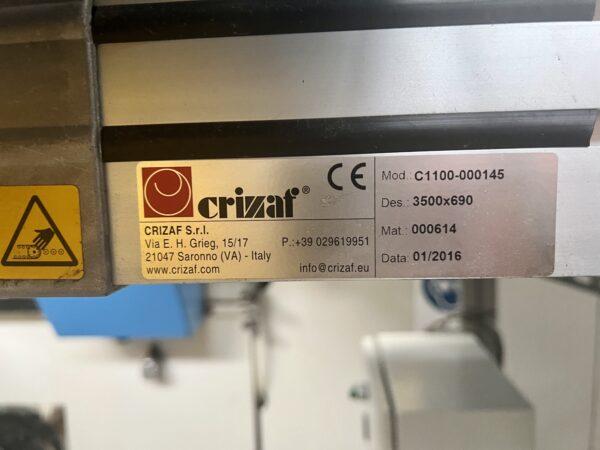 crizaf®
CE
CRIZAF S.r.l.
Via E. H. Grieg, 15/17 P.:+39 029619951
21047 Saronno (VA) - Italy
www.crizaf.com info@crizaf.eu
Mod.: C1100-000145
Des.: 3500x690
Mat.: 000614
Data: 01/2016